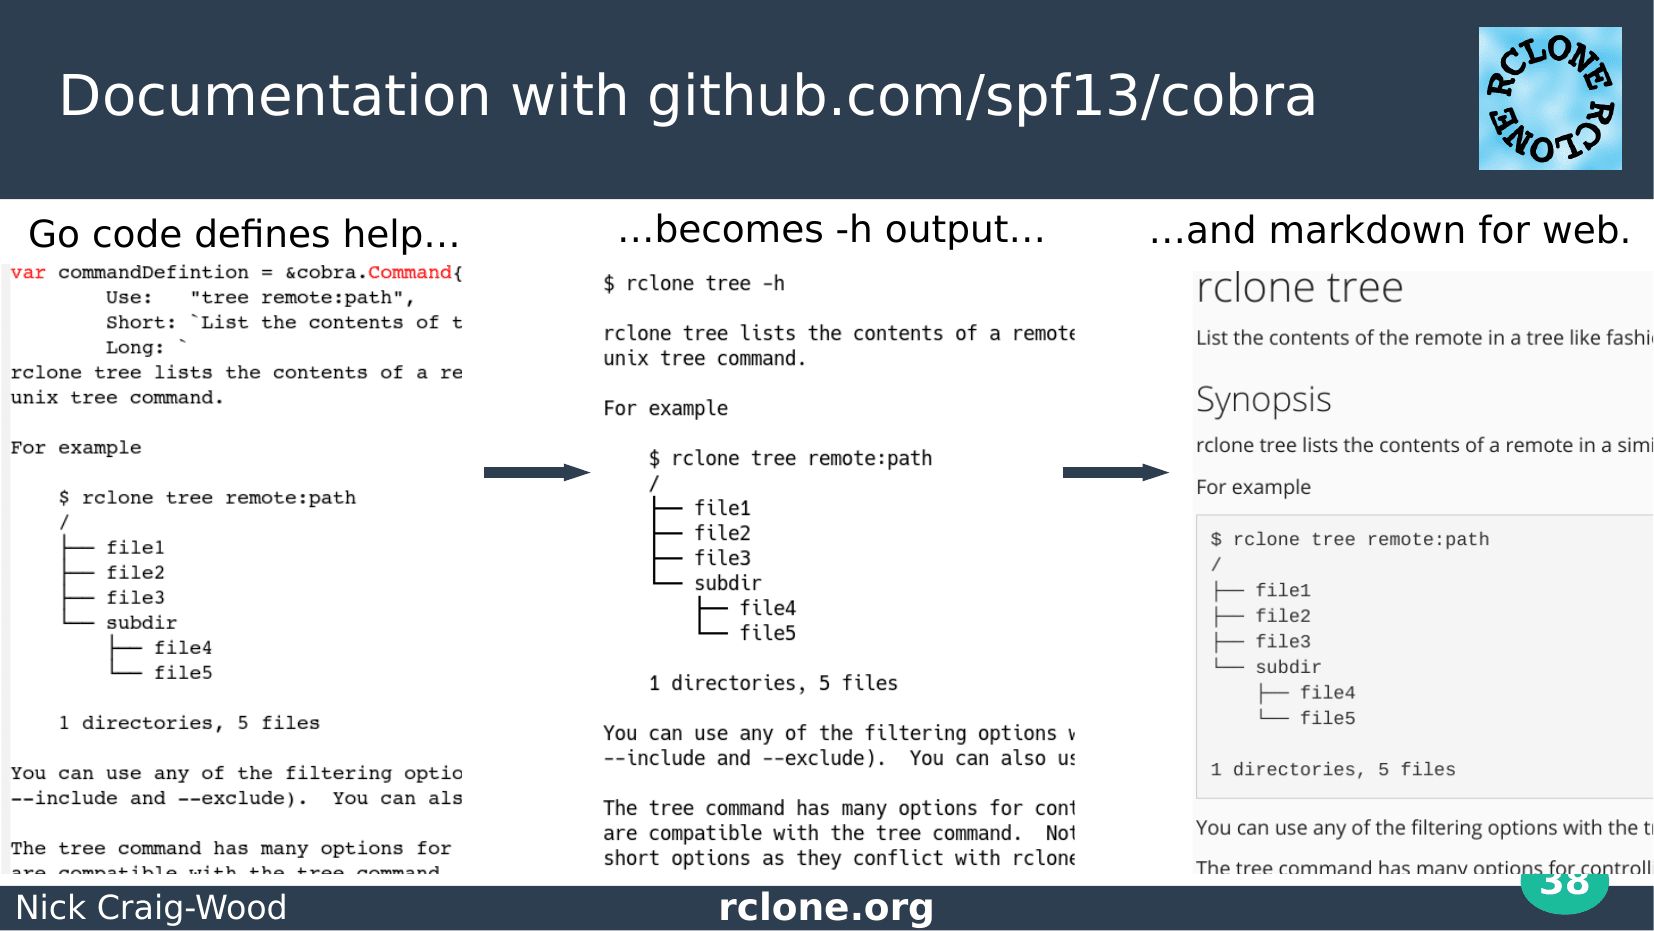 Documentation with github.com/spf13/cobra
RCLONE RCLONE RCLONE
Go code defines help...
var commandDefintion = &cobra.Command{
Use:   "tree remote:path",
Short: `List the contents of t
Long: `
rclone tree lists the contents of a re
unix tree command.
For example
$ rclone tree remote:path
/
├── file1
├── file2
├── file3
└── subdir
    ├── file4
    └── file5
1 directories, 5 files
You can use any of the filtering optio
--include and --exclude).  You can als
The tree command has many options for
are compatible with the tree command.
...becomes -h output...
$ rclone tree -h
rclone tree lists the contents of a remote
unix tree command.
For example
$ rclone tree remote:path
/
├── file1
├── file2
├── file3
└── subdir
    ├── file4
    └── file5
1 directories, 5 files
You can use any of the filtering options w
--include and --exclude).  You can also us
The tree command has many options for cont
are compatible with the tree command.  Not
short options as they conflict with rclone
...and markdown for web.
rclone tree
List the contents of the remote in a tree like fashi
Synopsis
rclone tree lists the contents of a remote in a simi
For example
$ rclone tree remote:path
/
├── file1
├── file2
├── file3
└── subdir
    ├── file4
    └── file5
1 directories, 5 files
You can use any of the filtering options with the t
The tree command has many options for controlli
Nick Craig-Wood
rclone.org
38